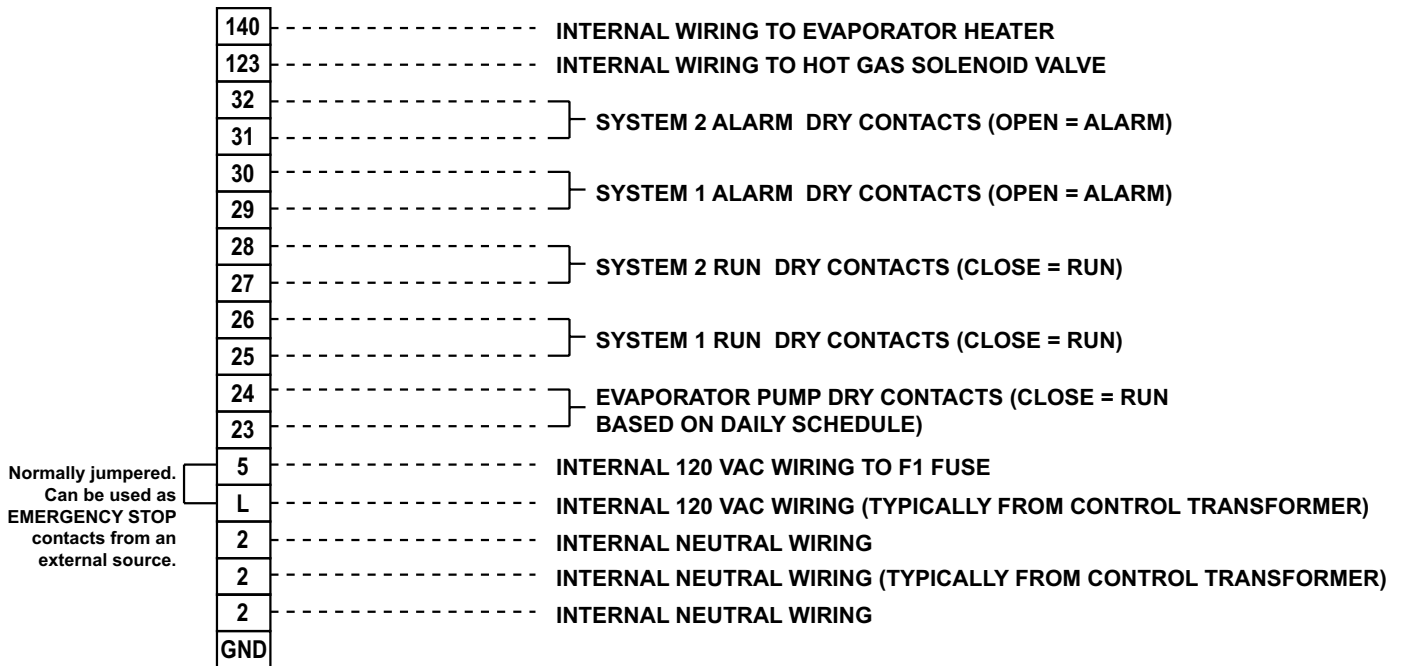 140 INTERNAL WIRING TO EVAPORATOR HEATER
123 INTERNAL WIRING TO HOT GAS SOLENOID VALVE
32
SYSTEM 2 ALARM DRY CONTACTS (OPEN = ALARM)
31
30
SYSTEM 1 ALARM DRY CONTACTS (OPEN = ALARM)
29
28
SYSTEM 2 RUN DRY CONTACTS (CLOSE = RUN)
27
26
SYSTEM 1 RUN DRY CONTACTS (CLOSE = RUN)
25
24
EVAPORATOR PUMP DRY CONTACTS (CLOSE = RUN
BASED ON DAILY SCHEDULE)
23
5 INTERNAL 120 VAC WIRING TO F1 FUSE
Normally jumpered.
Can be used as
EMERGENCY STOP
contacts from an
external source.
L INTERNAL 120 VAC WIRING (TYPICALLY FROM CONTROL TRANSFORMER)
2 INTERNAL NEUTRAL WIRING
2 INTERNAL NEUTRAL WIRING (TYPICALLY FROM CONTROL TRANSFORMER)
2 INTERNAL NEUTRAL WIRING
GND